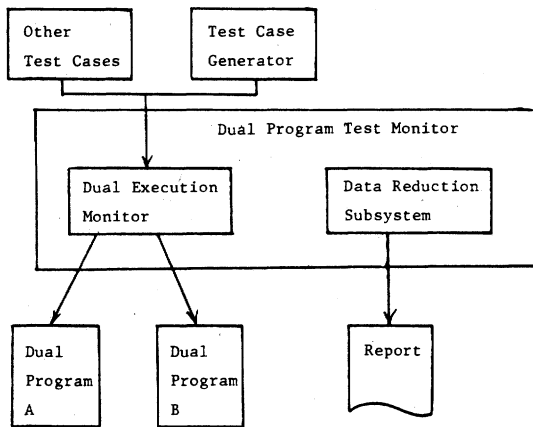 Other
Test Cases
Test Case
Generator
Dual Program Test Monitor
Dual Execution
Monitor
Data Reduction
Subsystem
Dual
Program
A
Dual
Program
B
Report